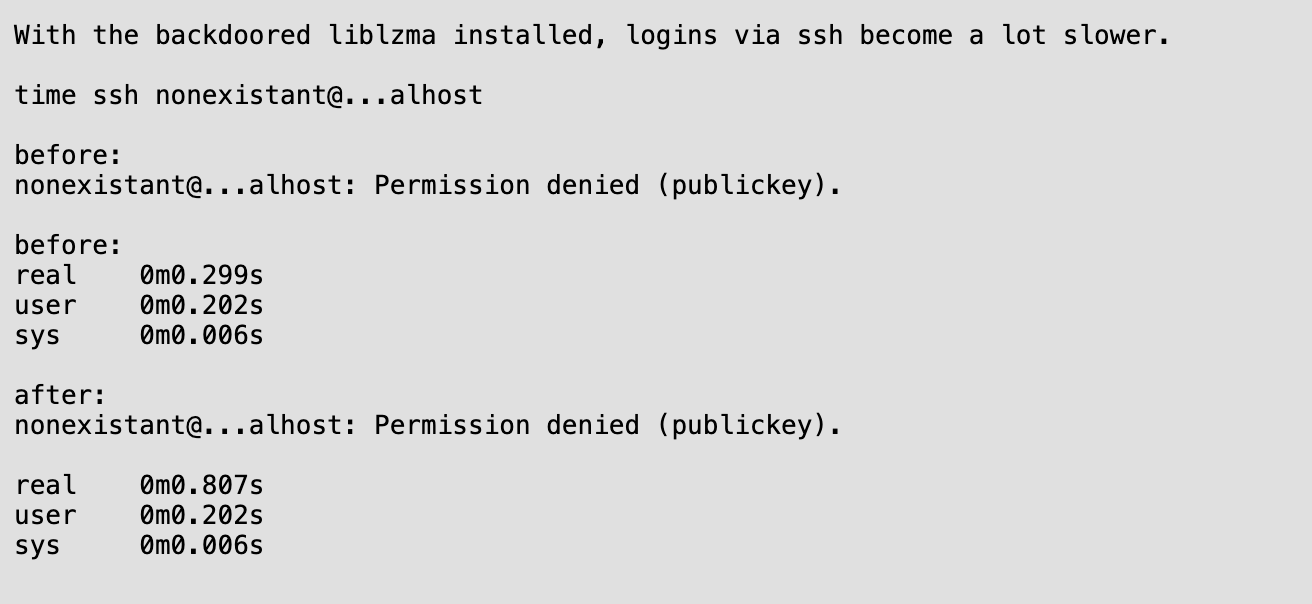 With the backdoored liblzma installed, logins via ssh become a lot slower.
time ssh nonexistant@...alhost
before:
nonexistant@...alhost: Permission denied (publickey).
before:
real    0m0.299s
user    0m0.202s
sys     0m0.006s
after:
nonexistant@...alhost: Permission denied (publickey).
real    0m0.807s
user    0m0.202s
sys     0m0.006s